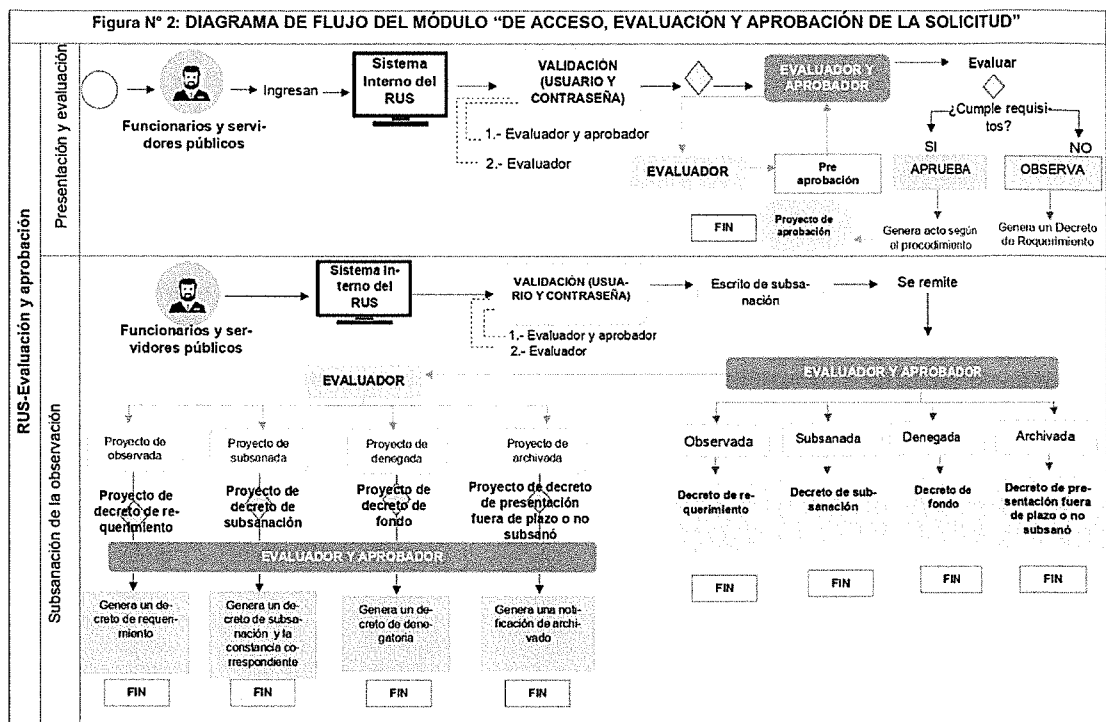 Figura N° 2: DIAGRAMA DE FLUJO DEL MÓDULO "DE ACCESO, EVALUACIÓN Y APROBACIÓN DE LA SOLICITUD"
RUS-Evaluación y aprobación
Presentación y evaluación
Funcionarios y servi-
dores públicos
Ingresan
Sistema
Interno del
RUS
VALIDACIÓN
(USUARIO Y
CONTRASEÑA)
1.- Evaluador y aprobador
2.- Evaluador
EVALUADOR Y
APROBADOR
EVALUADOR
Pre
aprobación
Evaluar
¿Cumple requisi-
tos?
SI
NO
APRUEBA
OBSERVA
Genera acto según
el procedimiento
Genera un Decreto
de Requerimiento
Proyecto de
aprobación
FIN
Subsanación de la observación
Funcionarios y ser-
vidores públicos
Sistema In-
terno del
RUS
VALIDACIÓN (USUA-
RIO Y CONTRASEÑA)
1.- Evaluador y aprobador
2.- Evaluador
Escrito de subsa-
nación
Se remite
EVALUADOR Y APROBADOR
EVALUADOR
Proyecto de
observada
Proyecto de
subsanada
Proyecto de
denegada
Proyecto de
archivada
Proyecto de
decreto de re-
querimiento
Proyecto de
decreto de
subsanación
Proyecto de
decreto de
fondo
Proyecto de decreto
de presentación
fuera de plazo o no
subsanó
EVALUADOR Y APROBADOR
Genera un de-
creto de requeri-
miento
Genera un de-
creto de subsa-
nación y la
constancia co-
rrespondiente
Genera un de-
creto de dene-
gatoria
Genera una noti-
ficación de ar-
chivado
FIN
FIN
FIN
FIN
Observada
Subsanada
Denegada
Archivada
Decreto de re-
querimiento
Decreto de sub-
sanación
Decreto de
fondo
Decreto de pre-
sentación fuera
de plazo o no
subsanó
FIN
FIN
FIN
FIN